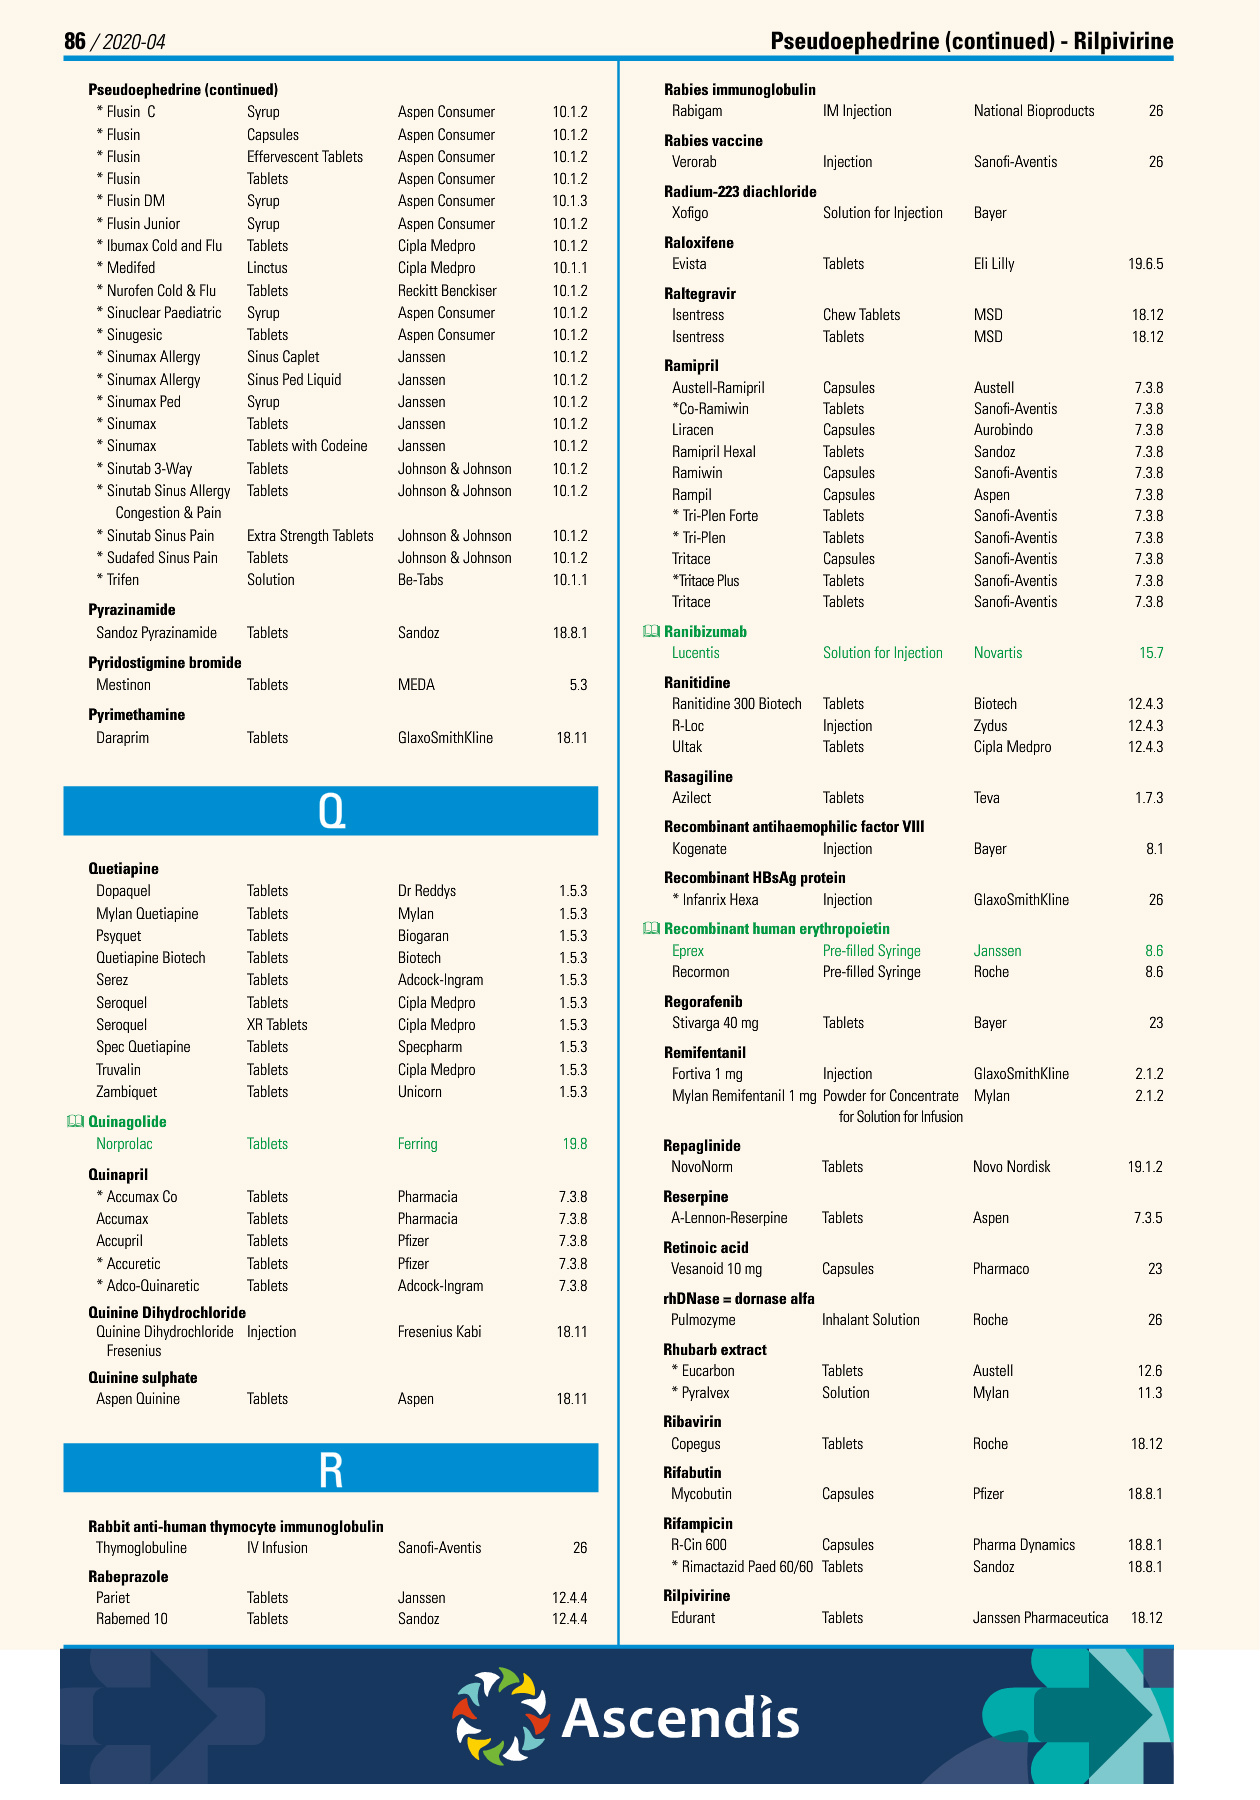 86 / 2020-04
Pseudoephedrine (continued) - Rilpivirine
Pseudoephedrine (continued)
* Flusin C Syrup Aspen Consumer 10.1.2
* Flusin Capsules Aspen Consumer 10.1.2
* Flusin Effervescent Tablets Aspen Consumer 10.1.2
* Flusin Tablets Aspen Consumer 10.1.2
* Flusin DM Syrup Aspen Consumer 10.1.3
* Flusin Junior Syrup Aspen Consumer 10.1.2
* Ibumax Cold and Flu Tablets Cipla Medpro 10.1.2
* Medifed Linctus Cipla Medpro 10.1.1
* Nurofen Cold & Flu Tablets Reckitt Benckiser 10.1.2
* Sinuclear Paediatric Syrup Aspen Consumer 10.1.2
* Sinugesic Tablets Aspen Consumer 10.1.2
* Sinumax Allergy Sinus Caplet Janssen 10.1.2
* Sinumax Allergy Sinus Ped Liquid Janssen 10.1.2
* Sinumax Ped Syrup Janssen 10.1.2
* Sinumax Tablets Janssen 10.1.2
* Sinumax Tablets with Codeine Janssen 10.1.2
* Sinutab 3-Way Tablets Johnson & Johnson 10.1.2
* Sinutab Sinus Allergy Tablets Johnson & Johnson 10.1.2
Congestion & Pain
* Sinutab Sinus Pain Extra Strength Tablets Johnson & Johnson 10.1.2
* Sudafed Sinus Pain Tablets Johnson & Johnson 10.1.2
* Trifen Solution Be-Tabs 10.1.1
Pyrazinamide
Sandoz Pyrazinamide Tablets Sandoz 18.8.1
Pyridostigmine bromide
Mestinon Tablets MEDA 5.3
Pyrimethamine
Daraprim Tablets GlaxoSmithKline 18.11
Q
Quetiapine
Dopaquel Tablets Dr Reddys 1.5.3
Mylan Quetiapine Tablets Mylan 1.5.3
Psyquet Tablets Biogaran 1.5.3
Quetiapine Biotech Tablets Biotech 1.5.3
Serez Tablets Adcock-Ingram 1.5.3
Seroquel Tablets Cipla Medpro 1.5.3
Seroquel XR Tablets Cipla Medpro 1.5.3
Spec Quetiapine Tablets Specpharm 1.5.3
Truvalin Tablets Cipla Medpro 1.5.3
Zambiquet Tablets Unicorn 1.5.3
Quinagolide
Norprolac Tablets Ferring 19.8
Quinapril
* Accumax Co Tablets Pharmacia 7.3.8
Accumax Tablets Pharmacia 7.3.8
Accupril Tablets Pfizer 7.3.8
* Accuretic Tablets Pfizer 7.3.8
* Adco-Quinaretic Tablets Adcock-Ingram 7.3.8
Quinine Dihydrochloride
Quinine Dihydrochloride Injection Fresenius Kabi 18.11
Fresenius
Quinine sulphate
Aspen Quinine Tablets Aspen 18.11
R
Rabbit anti-human thymocyte immunoglobulin
Thymoglobuline IV Infusion Sanofi-Aventis 26
Rabeprazole
Pariet Tablets Janssen 12.4.4
Rabemed 10 Tablets Sandoz 12.4.4
Rabies immunoglobulin
Rabigam IM Injection National Bioproducts 26
Rabies vaccine
Verorab Injection Sanofi-Aventis 26
Radium-223 diachloride
Xofigo Solution for Injection Bayer
Raloxifene
Evista Tablets Eli Lilly 19.6.5
Raltegravir
Isentress Chew Tablets MSD 18.12
Isentress Tablets MSD 18.12
Ramipril
Austell-Ramipril Capsules Austell 7.3.8
*Co-Ramiwin Tablets Sanofi-Aventis 7.3.8
Liracen Capsules Aurobindo 7.3.8
Ramipril Hexal Tablets Sandoz 7.3.8
Ramiwin Capsules Sanofi-Aventis 7.3.8
Rampil Capsules Aspen 7.3.8
* Tri-Plen Forte Tablets Sanofi-Aventis 7.3.8
* Tri-Plen Tablets Sanofi-Aventis 7.3.8
Tritace Capsules Sanofi-Aventis 7.3.8
*Tritace Plus Tablets Sanofi-Aventis 7.3.8
Tritace Tablets Sanofi-Aventis 7.3.8
Ranibizumab
Lucentis Solution for Injection Novartis 15.7
Ranitidine
Ranitidine 300 Biotech Tablets Biotech 12.4.3
R-Loc Injection Zydus 12.4.3
Ultak Tablets Cipla Medpro 12.4.3
Rasagiline
Azilect Tablets Teva 1.7.3
Recombinant antihaemophilic factor VIII
Kogenate Injection Bayer 8.1
Recombinant HBsAg protein
* Infanrix Hexa Injection GlaxoSmithKline 26
Recombinant human erythropoietin
Eprex Pre-filled Syringe Janssen 8.6
Recormon Pre-filled Syringe Roche 8.6
Regorafenib
Stivarga 40 mg Tablets Bayer 23
Remifentanil
Fortiva 1 mg Injection GlaxoSmithKline 2.1.2
Mylan Remifentanil 1 mg Powder for Concentrate Mylan 2.1.2
for Solution for Infusion
Repaglinide
NovoNorm Tablets Novo Nordisk 19.1.2
Reserpine
A-Lennon-Reserpine Tablets Aspen 7.3.5
Retinoic acid
Vesanoid 10 mg Capsules Pharmaco 23
rhDNase = dornase alfa
Pulmozyme Inhalant Solution Roche 26
Rhubarb extract
* Eucarbon Tablets Austell 12.6
* Pyralvex Solution Mylan 11.3
Ribavirin
Copegus Tablets Roche 18.12
Rifabutin
Mycobutin Capsules Pfizer 18.8.1
Rifampicin
R-Cin 600 Capsules Pharma Dynamics 18.8.1
* Rimactazid Paed 60/60 Tablets Sandoz 18.8.1
Rilpivirine
Edurant Tablets Janssen Pharmaceutica 18.12
Ascendis